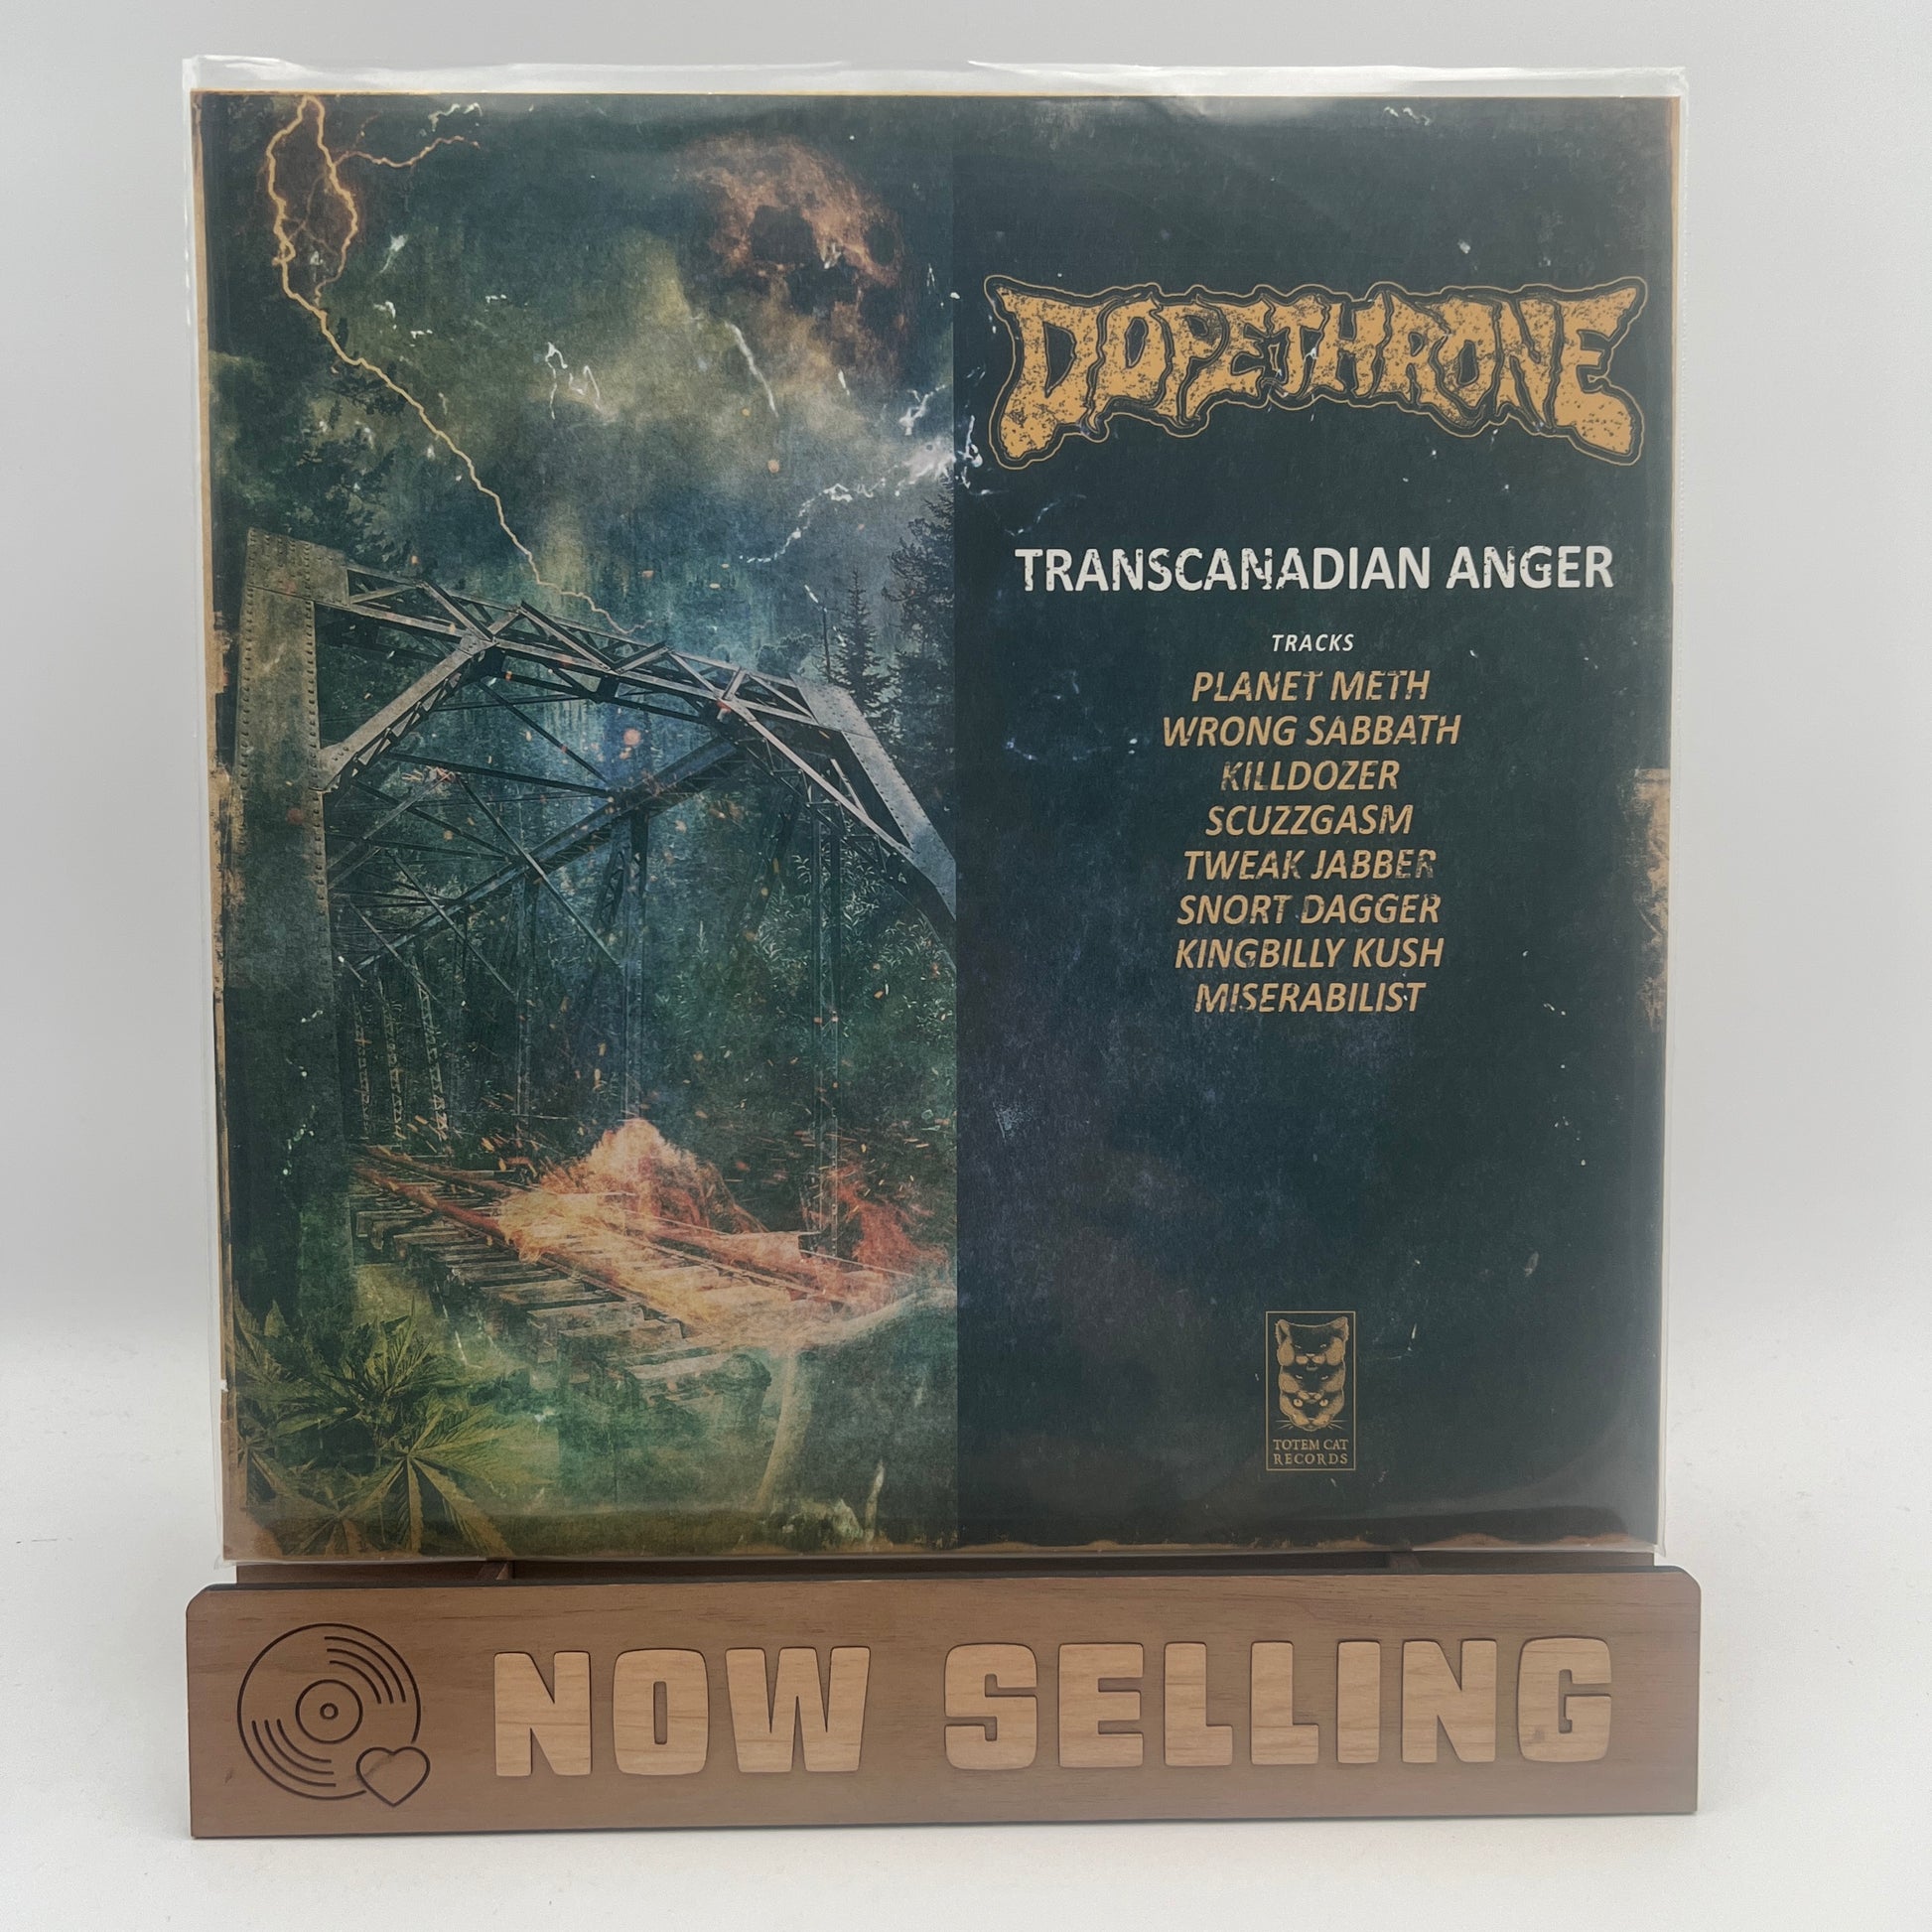 DOPETHRONE
TRANSCANADIAN ANGER
TRACKS
PLANET METH
WRONG SABBATH
KILLDOZER
SCUZZGASM
TWEAK JABBER
SNORT DAGGER
KINGBILLY KUSH
MISERABILIST
TOTEM CAT
RECORDS
NOW SELLING